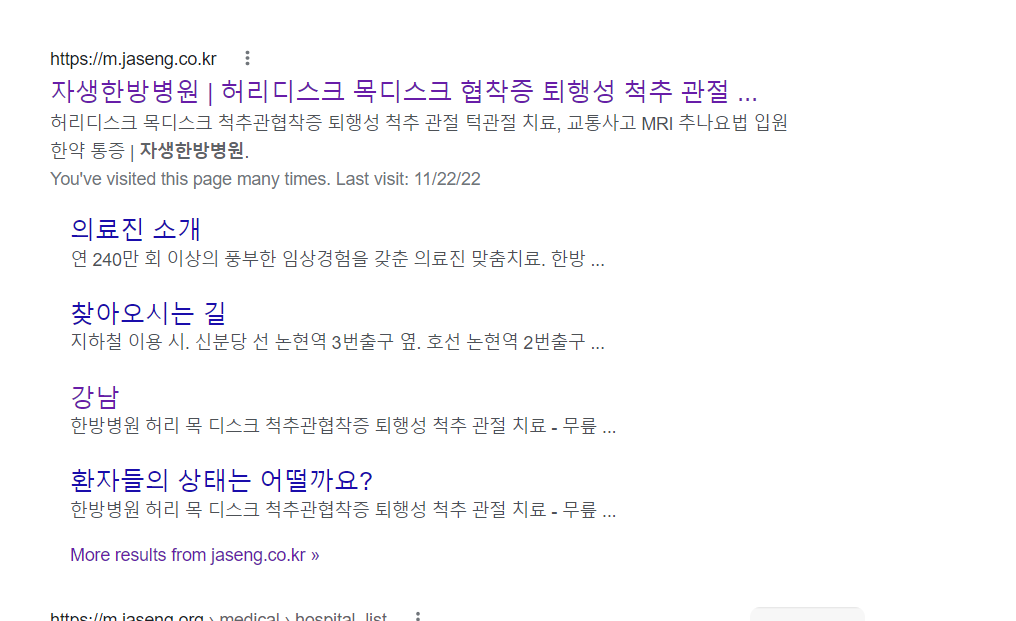 https://m.jaseng.co.kr
자생한방병원 | 허리디스크 목디스크 협착증 퇴행성 척추 관절 ...
허리디스크 목디스크 척추관협착증 퇴행성 척추 관절 턱관절 치료, 교통사고 MRI 추나요법 입원
한약 통증 | 자생한방병원.
You've visited this page many times. Last visit: 11/22/22
의료진 소개
연 240만 회 이상의 풍부한 임상경험을 갖춘 의료진 맞춤치료. 한방 ...
찾아오시는 길
지하철 이용 시. 신분당 선 논현역 3번출구 옆. 호선 논현역 2번출구 ...
강남
한방병원 허리 목 디스크 척추관협착증 퇴행성 척추 관절 치료 - 무릎 ...
환자들의 상태는 어떨까요?
한방병원 허리 목 디스크 척추관협착증 퇴행성 척추 관절 치료 - 무릎 ...
More results from jaseng.co.kr »
https://m.jaseng.org › medical › hospital_list